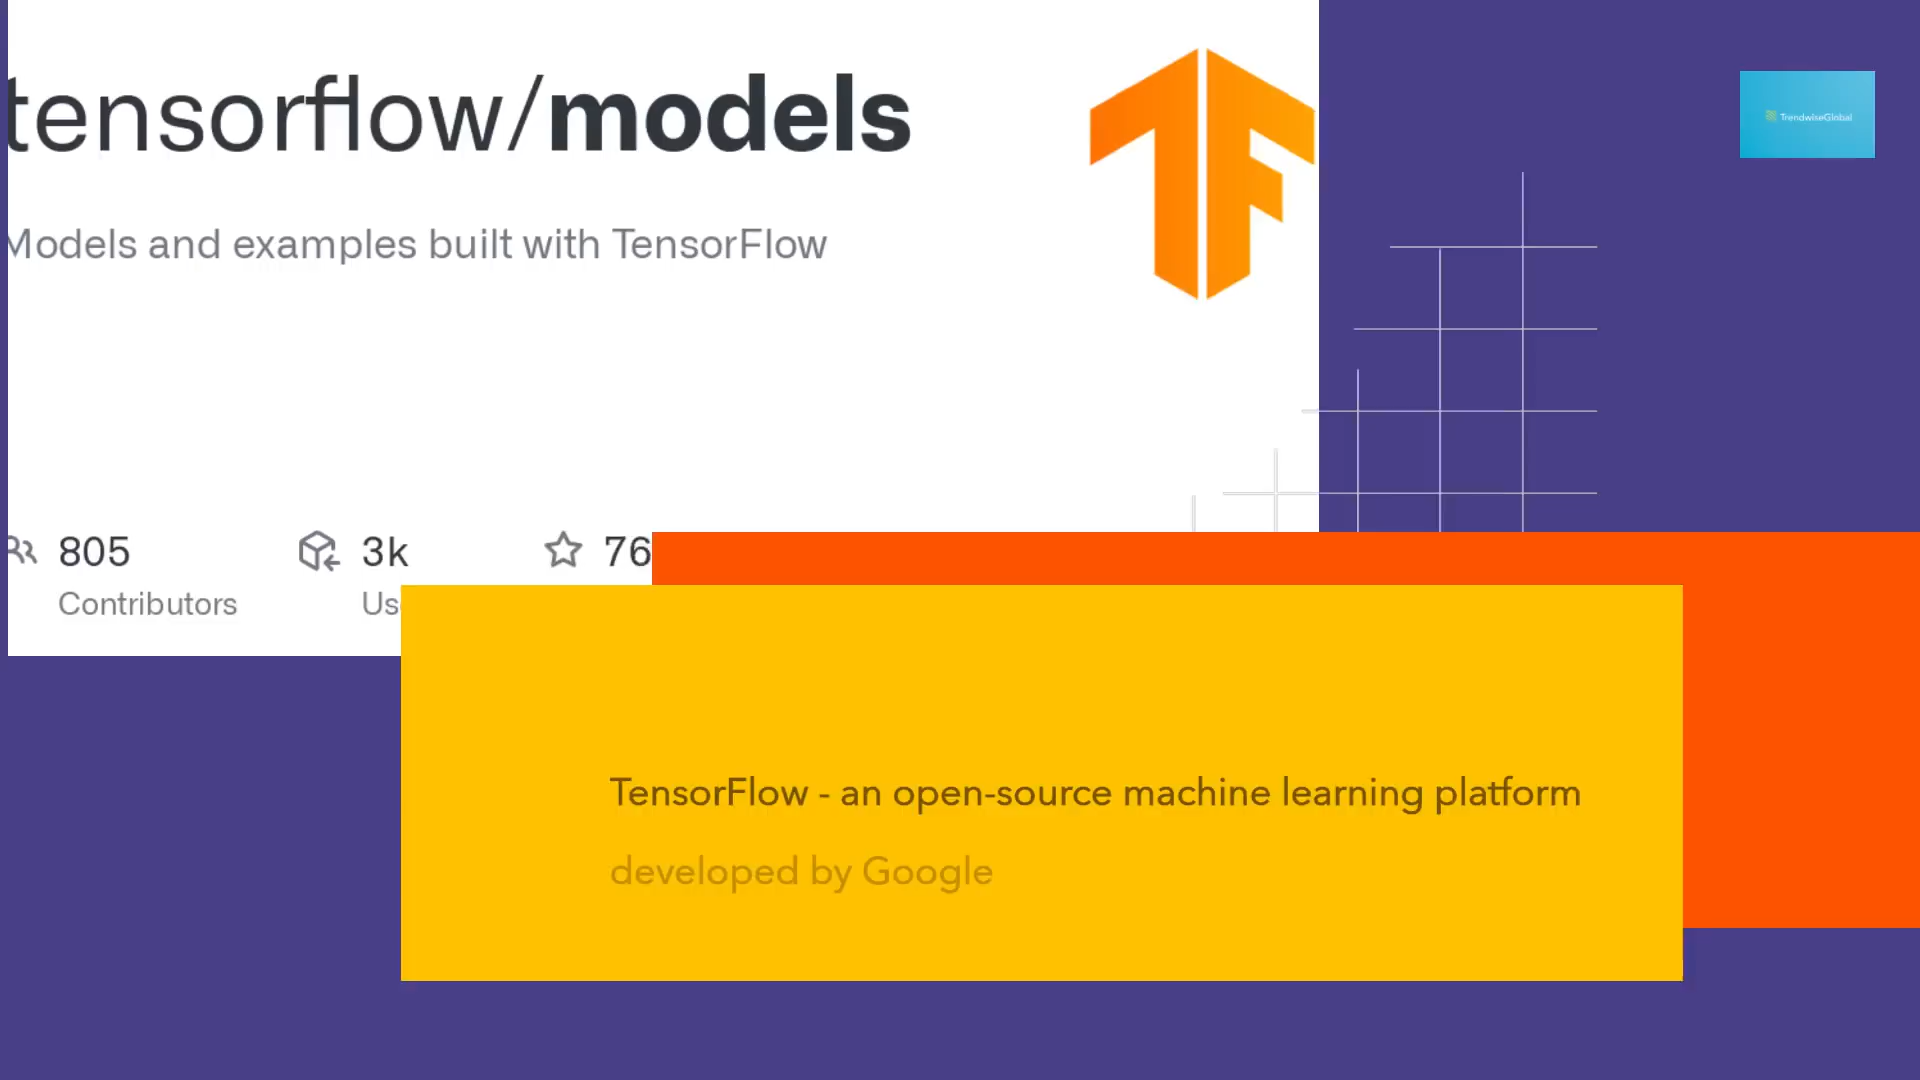 tensorflow/models
Models and examples built with TensorFlow
TrendwiseGlobal
805
Contributors
3k
76
TensorFlow - an open-source machine learning platform
developed by Google